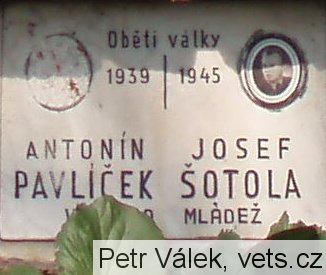 Oběti války
1939 1945
ANTONÍN JOSEF
PAVLÍČEK ŠOTOLA
MLÁDEŽ
Petr Válek, vets.cz